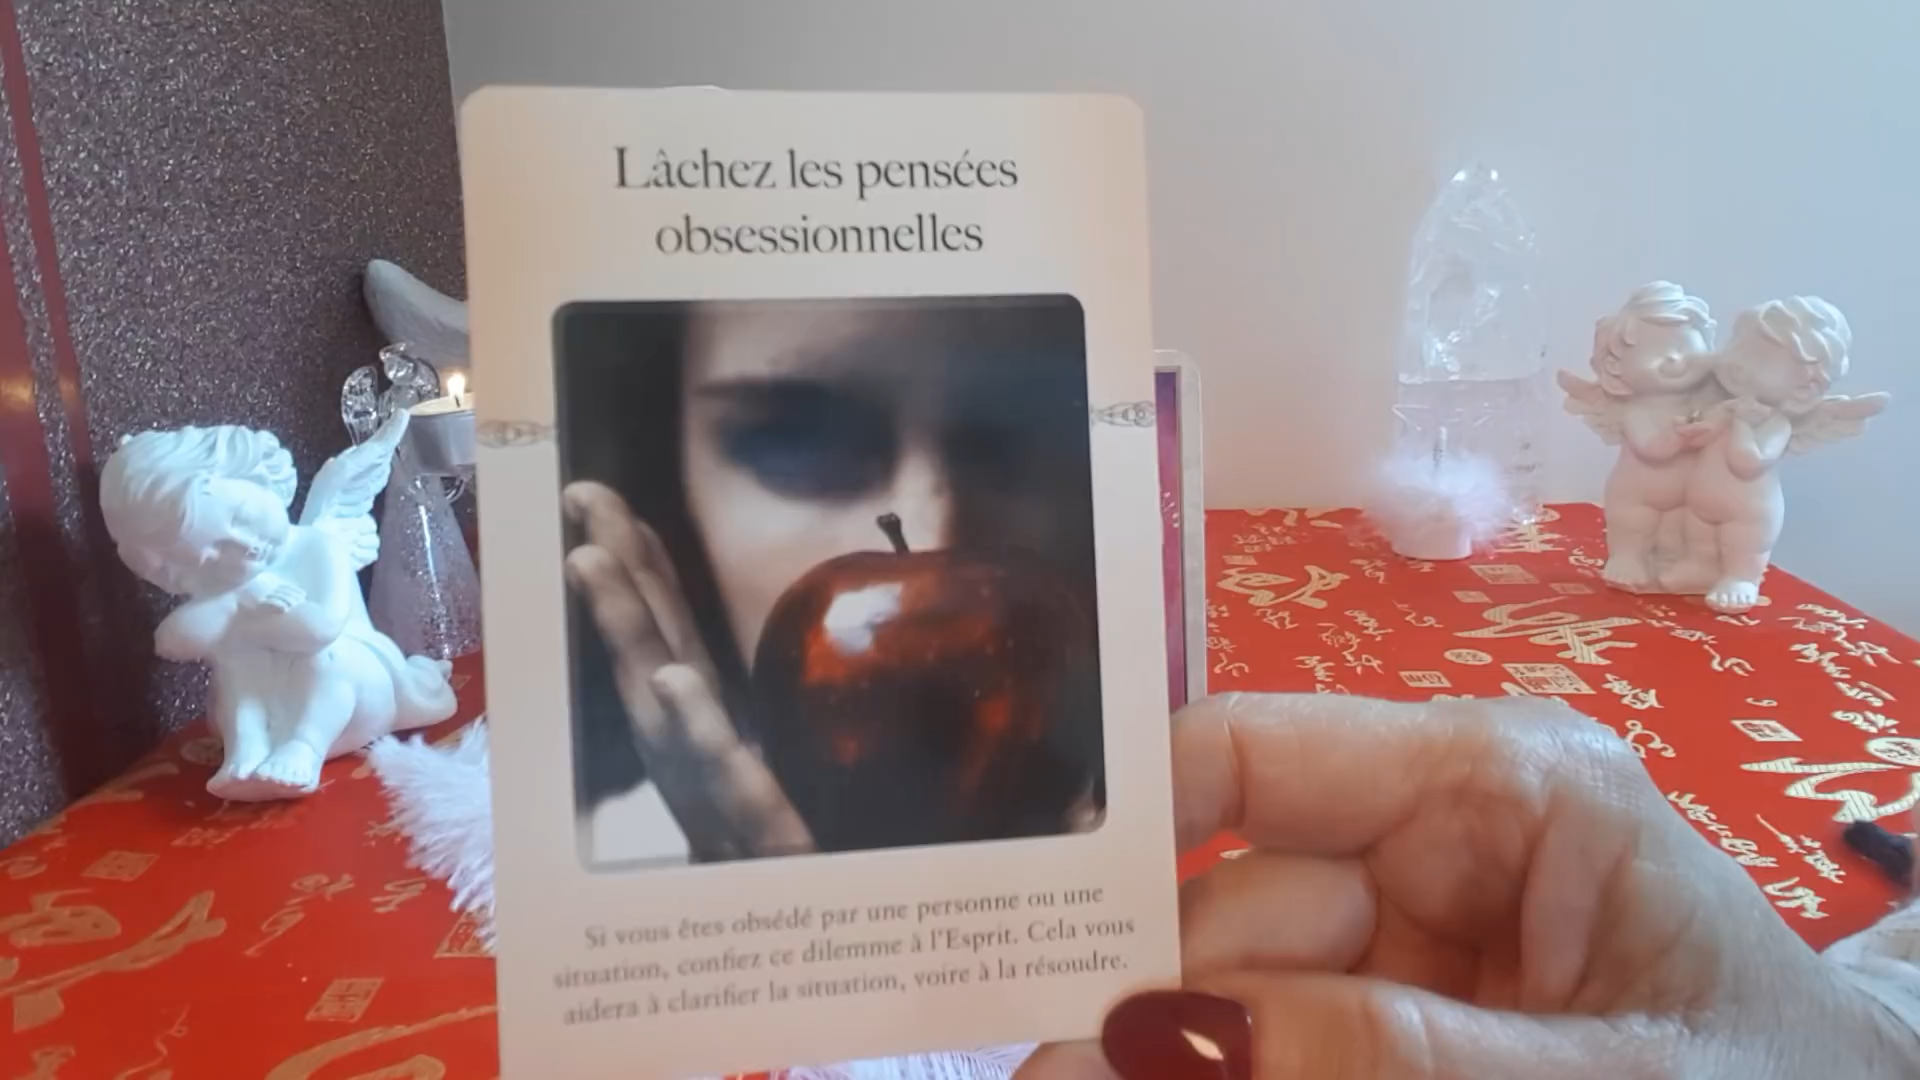 Lâchez les pensées
obsessionnelles
Si vous êtes obsédé par une personne ou une
situation, confiez ce dilemme à l'Esprit. Cela vous
aidera à clarifier la situation, voire à la résoudre.